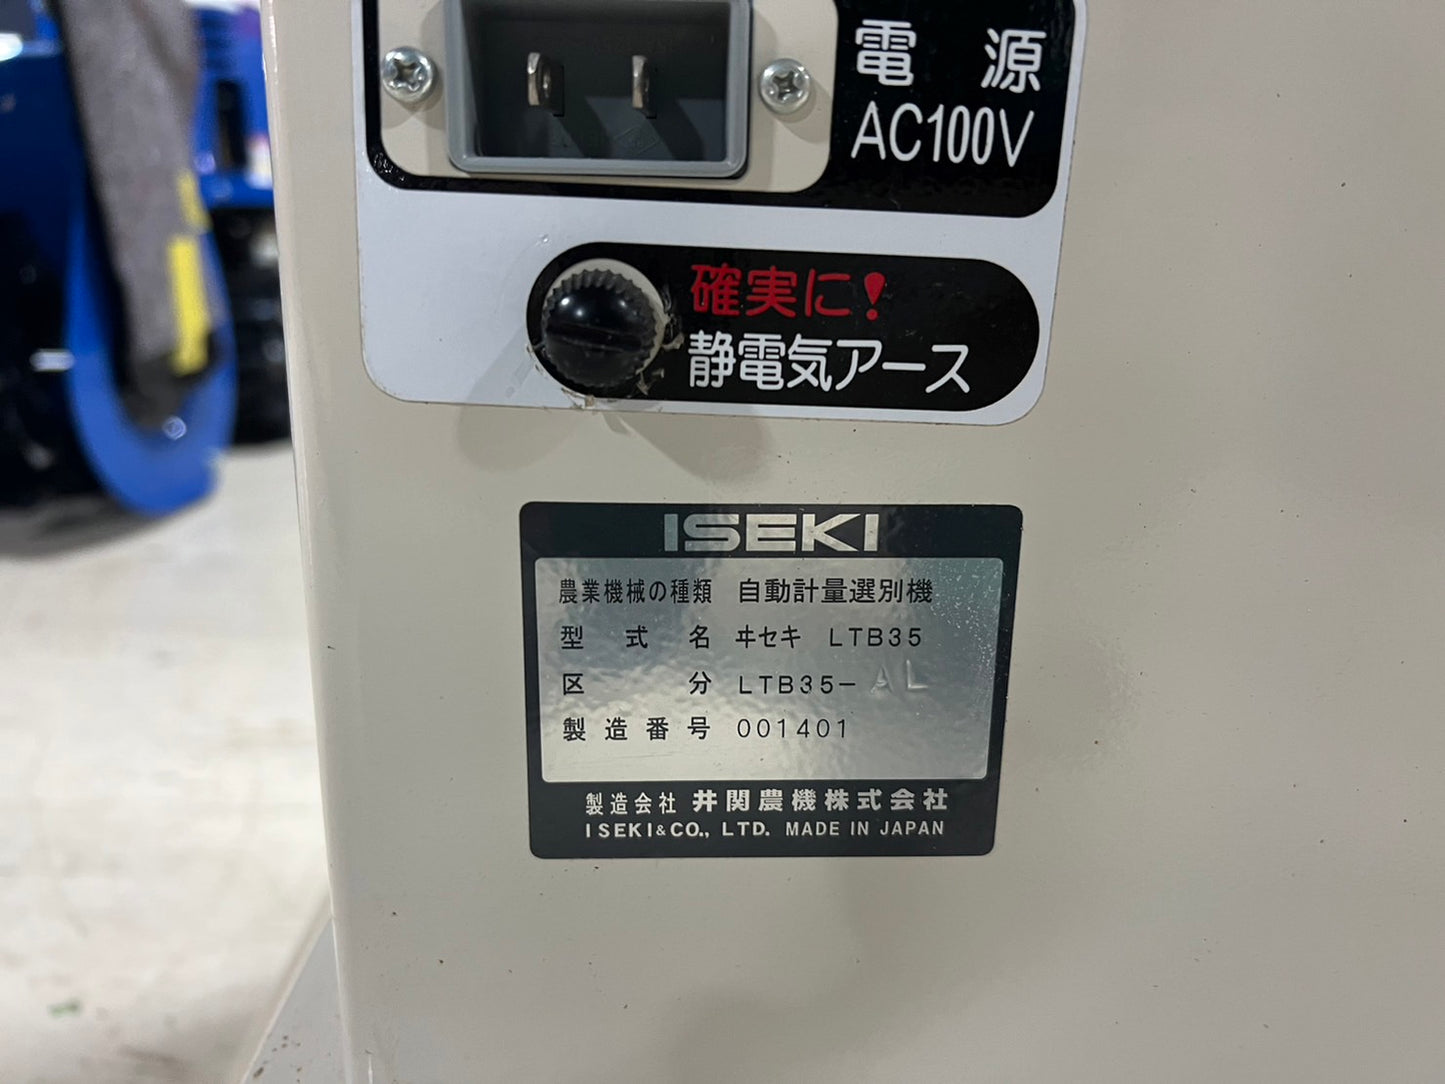 電源
AC100V
確実に!
静電気アース
ISEKI
農業機械の種類 自動計量選別機
型式名 ヰセキ LTB35
区分 LTB35-AL
製造番号 001401
製造会社 井関農機株式会社
ISEKI&CO., LTD. MADE IN JAPAN